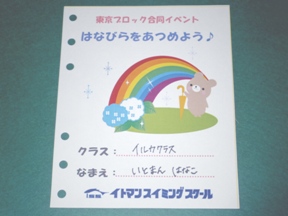 東京ブロック合同イベント
はなびらをあつめよう♪
クラス： イルカクラス
なまえ： いとまん はなこ
イトマンスイミングスクール